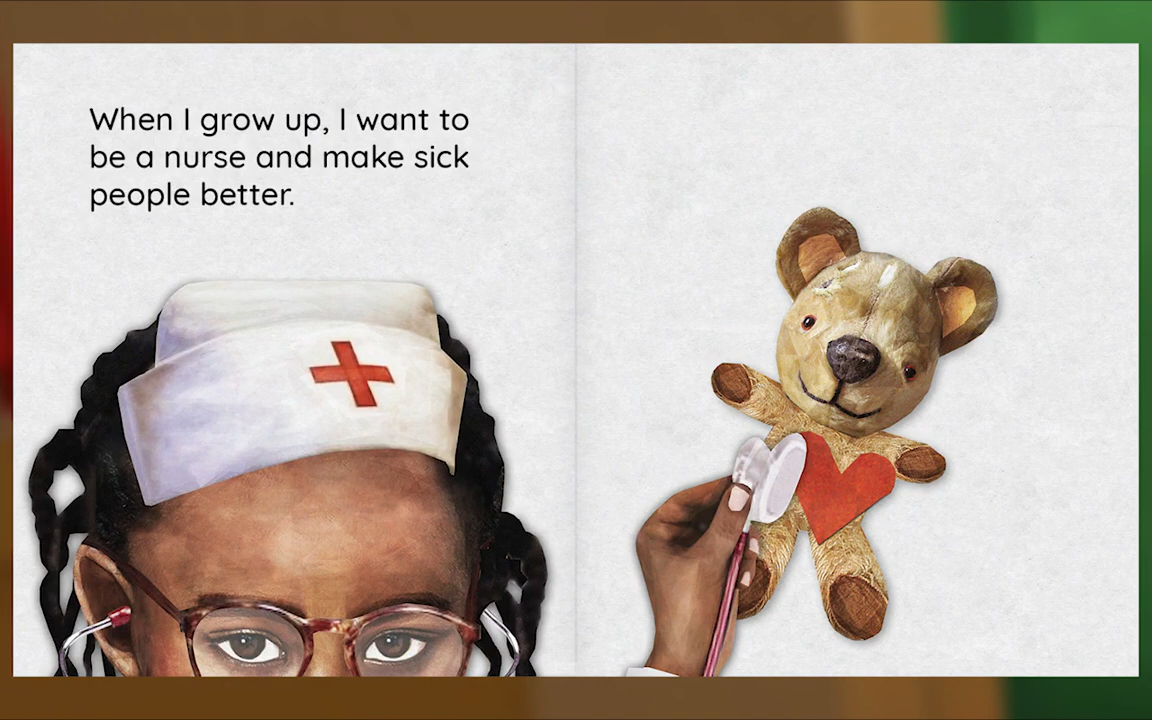 When I grow up, I want to
be a nurse and make sick
people better.